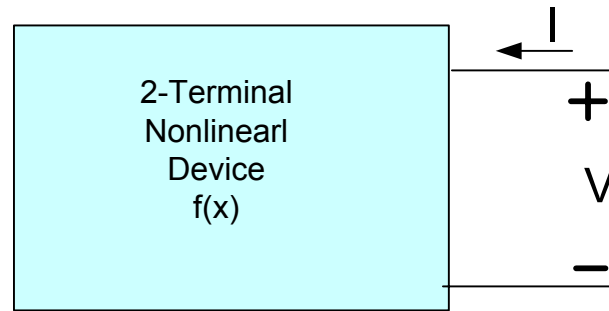 2-Terminal
Nonlinearl
Device
f(x)
I
+
V
−